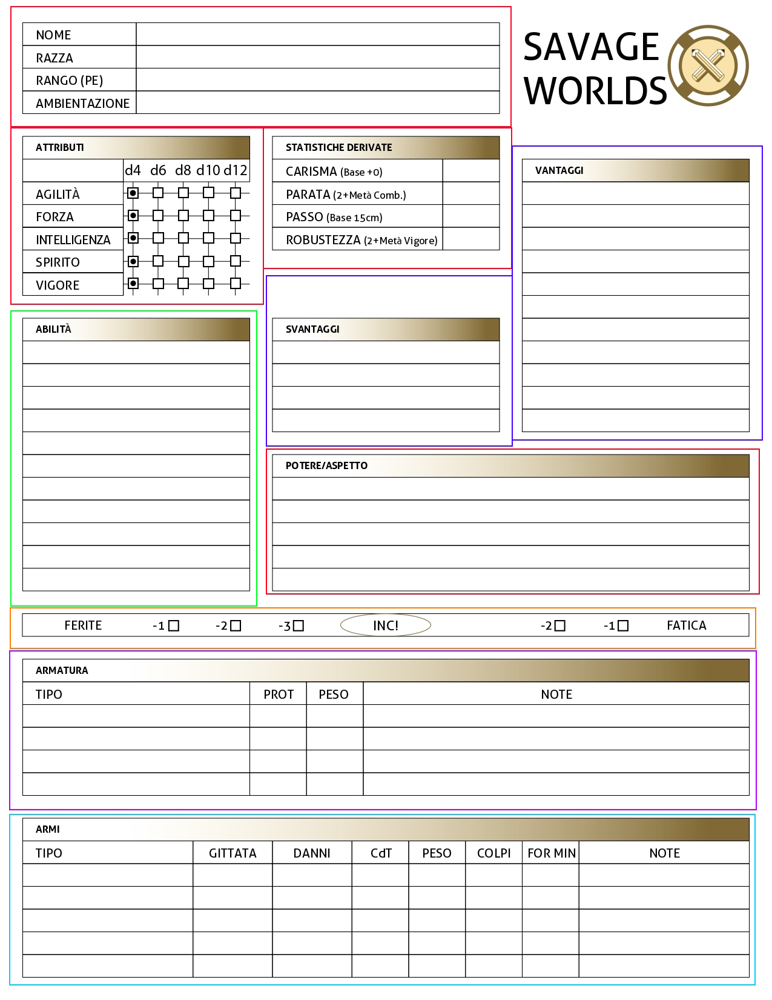 NOME
RAZZA
RANGO (PE)
AMBIENTAZIONE
SAVAGE
WORLDS
ATTRIBUTI
d4 d6 d8 d10 d12
AGILITÀ
FORZA
INTELLIGENZA
SPIRITO
VIGORE
STATISTICHE DERIVATE
CARISMA (Base +0)
PARATA (2+Metà Comb.)
PASSO (Base 15cm)
ROBUSTEZZA (2+Metà Vigore)
VANTAGGI
ABILITÀ
SVANTAGGI
POTERE/ASPETTO
FERITE -1 -2 -3 INC! -2 -1 FATICA
ARMATURA
TIPO PROT PESO NOTE
ARMI
TIPO GITTATA DANNI CdT PESO COLPI FOR MIN NOTE